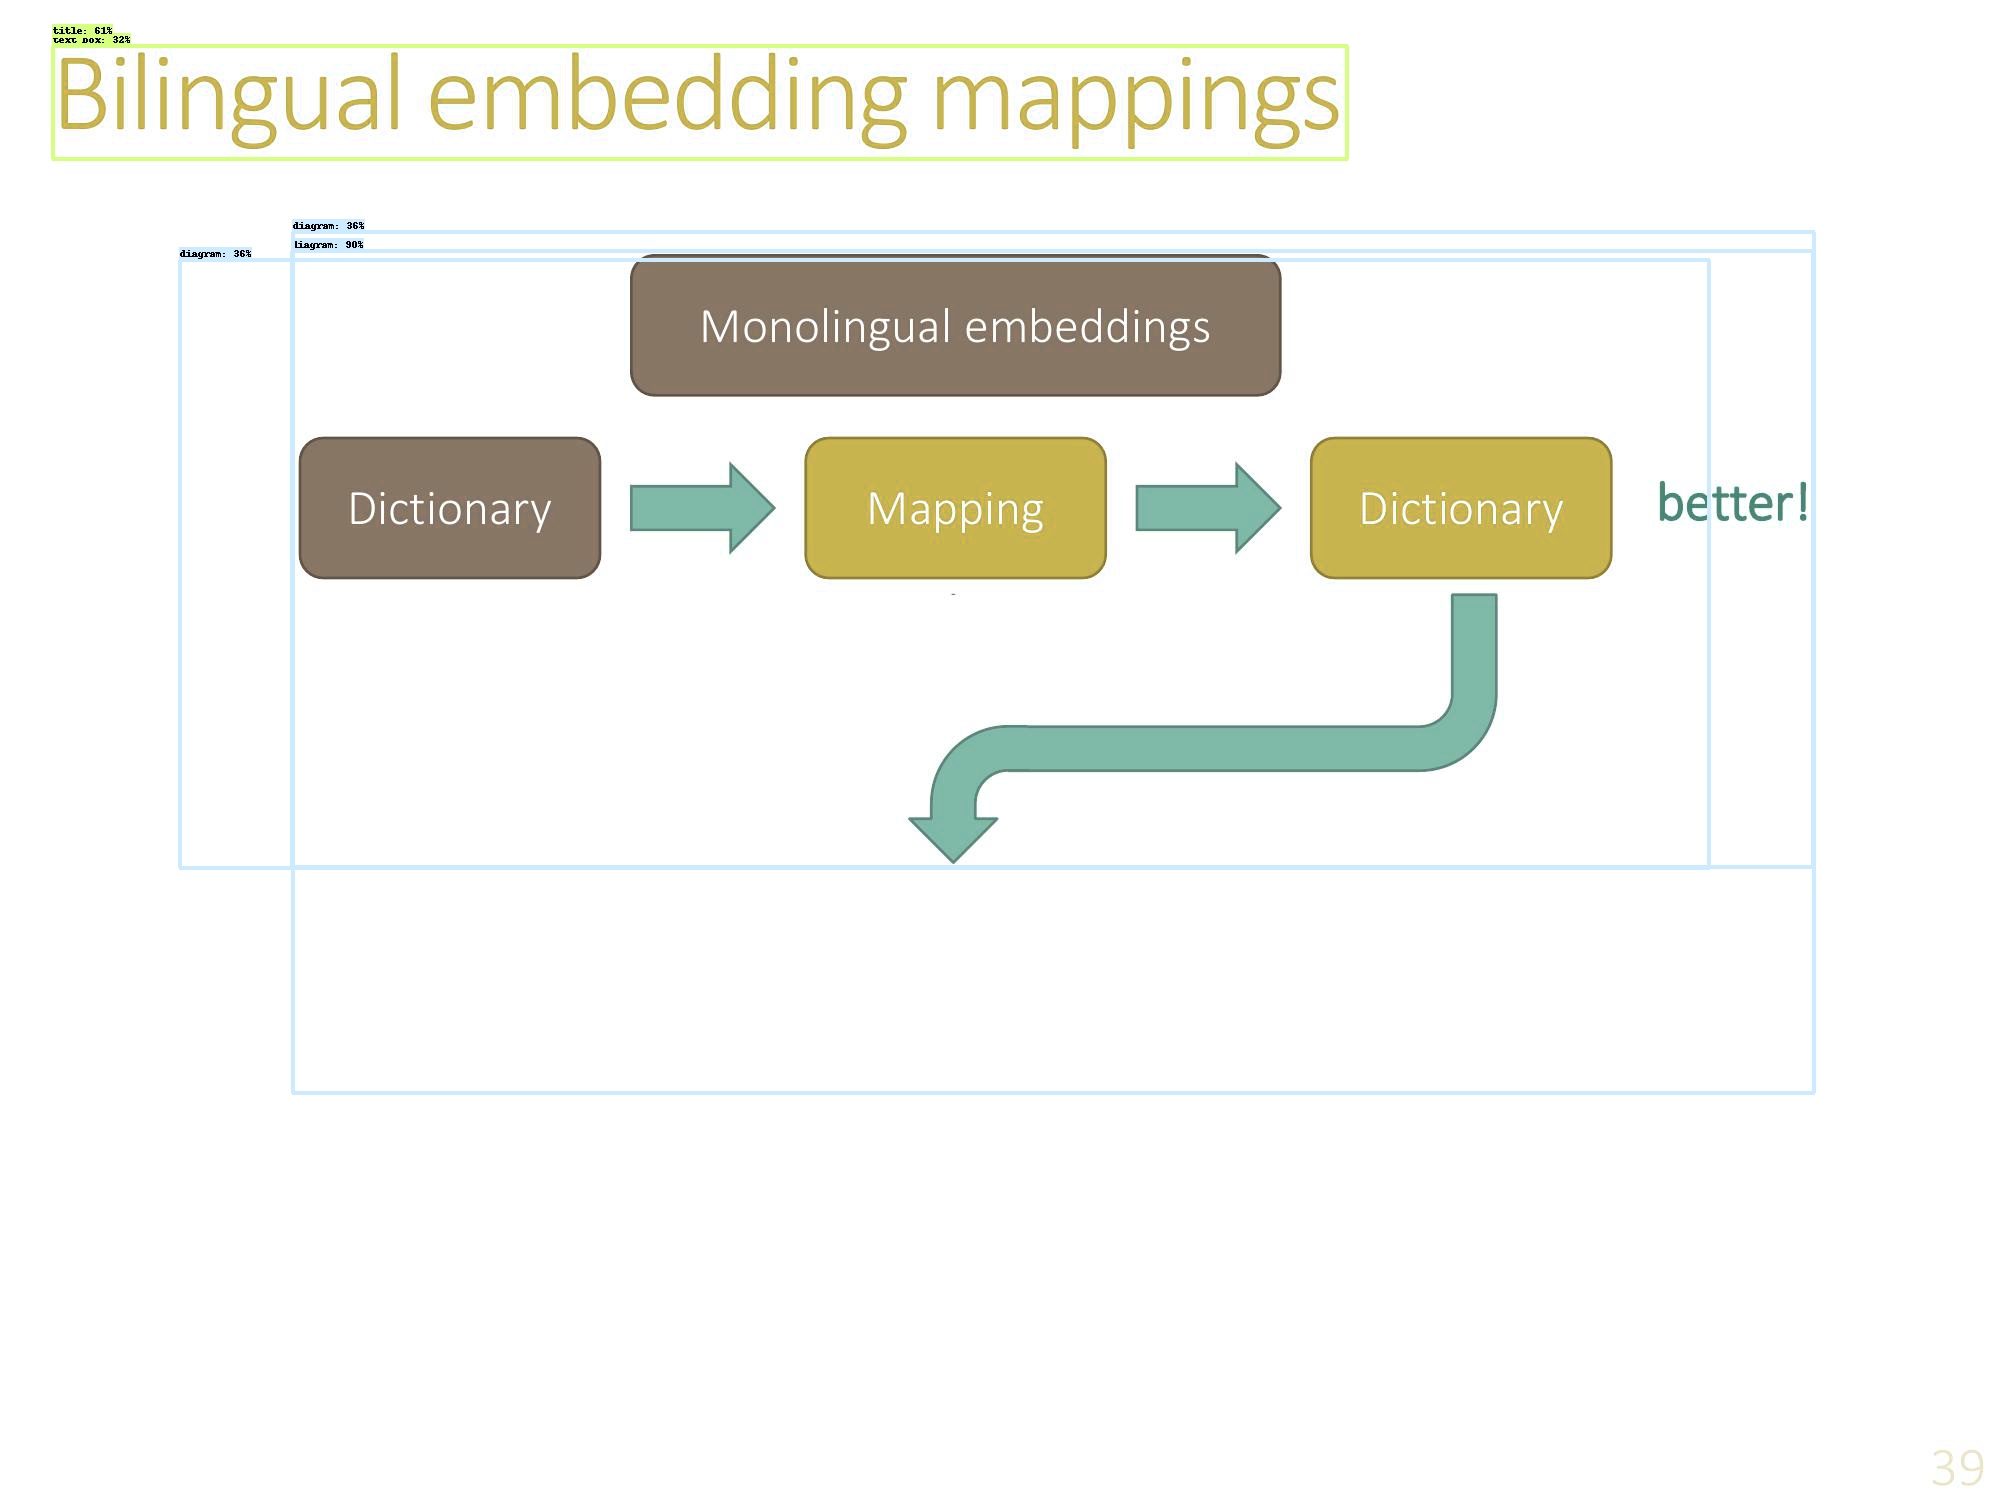 title: 61%
text box: 32%
Bilingual embedding mappings
diagram: 36%
diagram: 90%
diagram: 36%
Monolingual embeddings
Dictionary
Mapping
Dictionary
better!
39